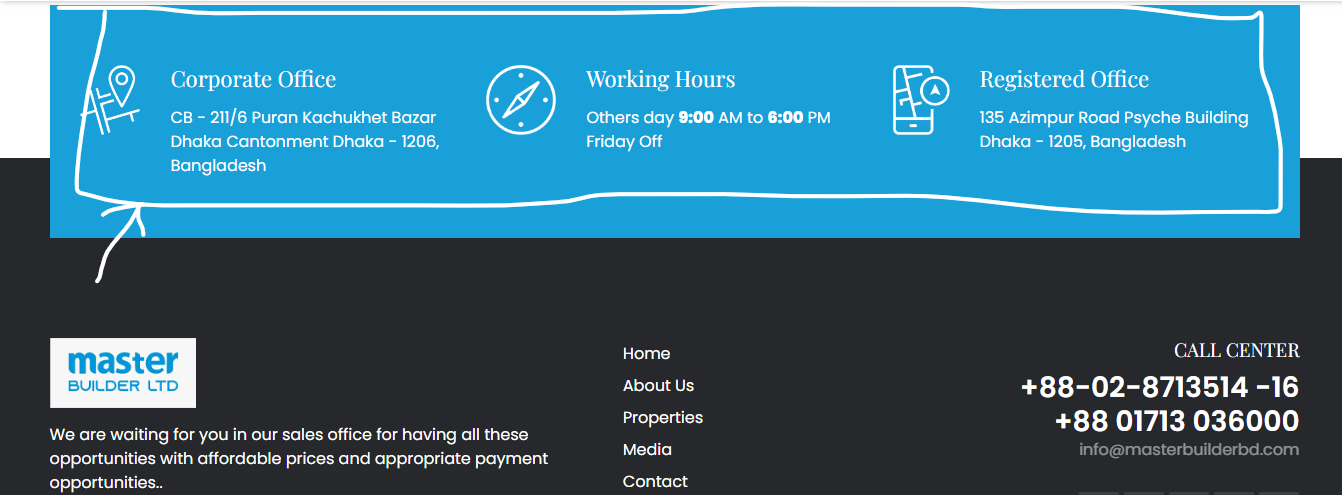 Corporate Office
CB - 211/6 Puran Kachukhet Bazar
Dhaka Cantonment Dhaka - 1206,
Bangladesh
Working Hours
Others day 9:00 AM to 6:00 PM
Friday Off
Registered Office
135 Azimpur Road Psyche Building
Dhaka - 1205, Bangladesh
master
BUILDER LTD
We are waiting for you in our sales office for having all these
opportunities with affordable prices and appropriate payment
opportunities..
Home
About Us
Properties
Media
Contact
CALL CENTER
+88-02-8713514 -16
+88 01713 036000
info@masterbuilderbd.com